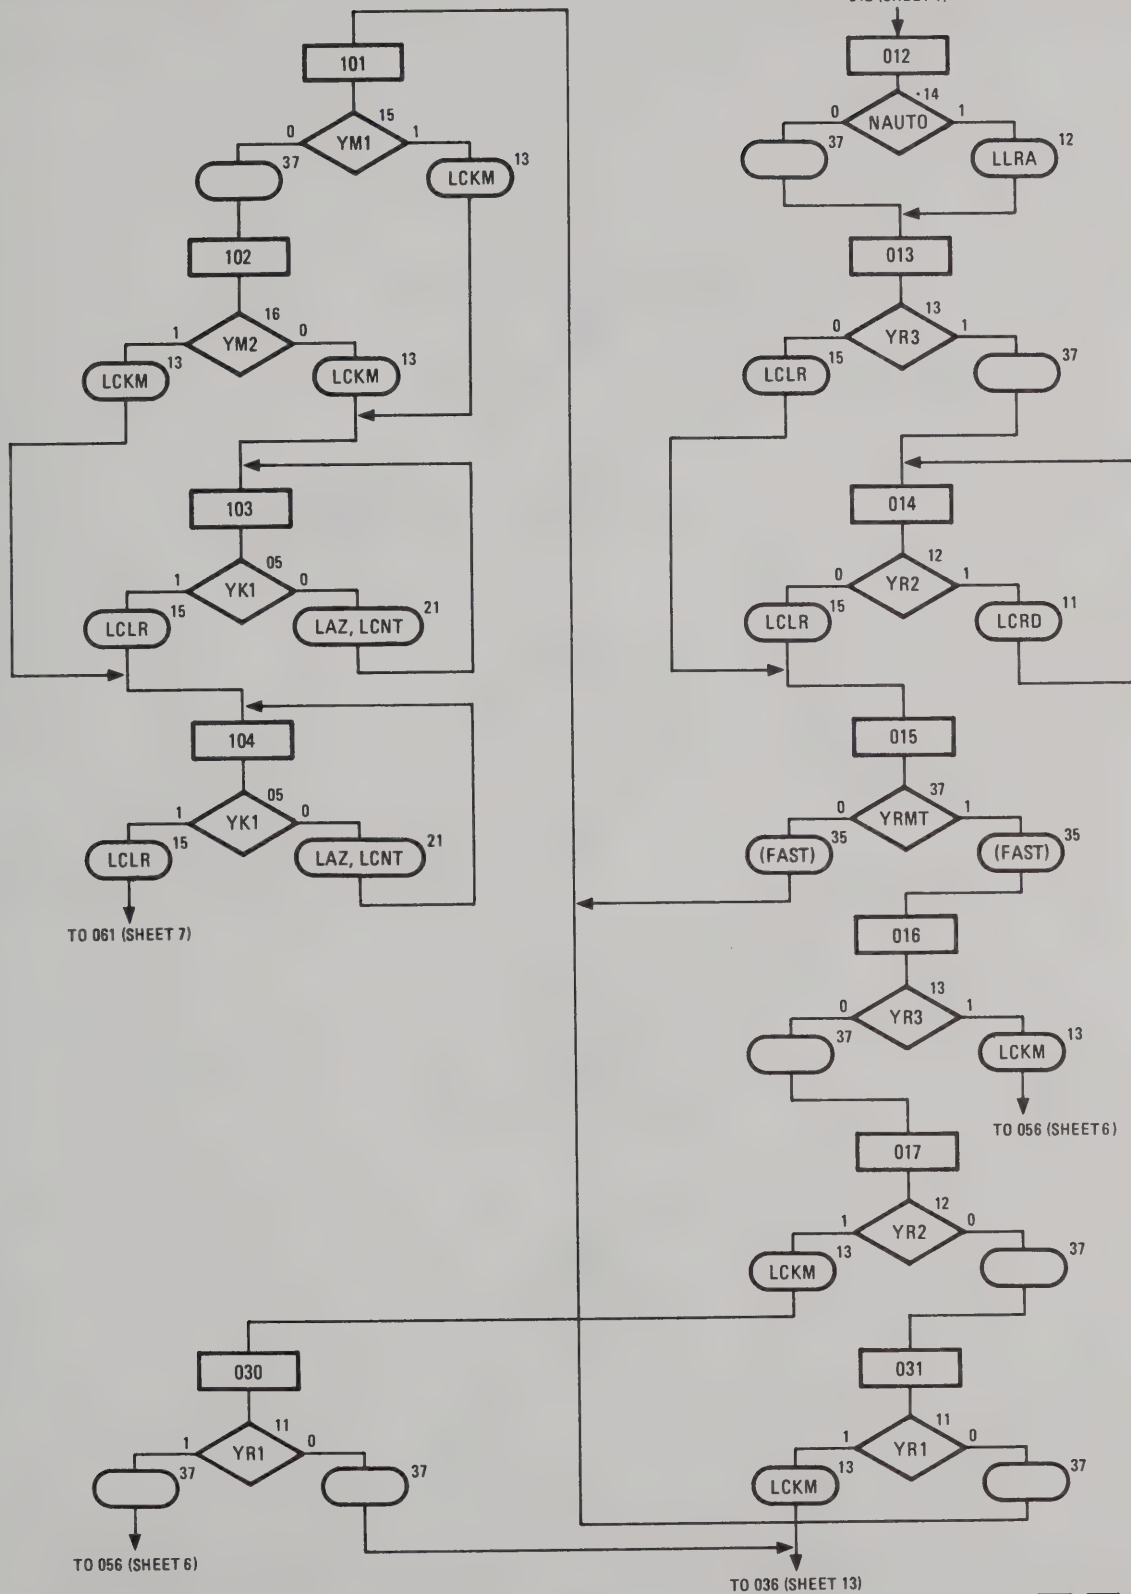 101
15
0
YM1
1
37
LCKM
13
102
16
1
YM2
0
LCKM
13
LCKM
13
103
05
1
YK1
0
LCLR
15
LAZ, LCNT
21
104
05
1
YK1
0
LCLR
15
LAZ, LCNT
21
TO 061 (SHEET 7)
012
14
0
NAUTO
1
37
LLRA
12
013
13
0
YR3
1
LCLR
15
37
014
12
0
YR2
1
LCLR
15
LCRD
11
015
37
0
YRMT
1
(FAST)
35
(FAST)
35
016
13
0
YR3
1
37
LCKM
13
TO 056 (SHEET 6)
017
12
1
YR2
0
LCKM
13
37
030
11
1
YR1
0
37
37
TO 056 (SHEET 6)
031
11
1
YR1
0
LCKM
13
37
TO 036 (SHEET 13)